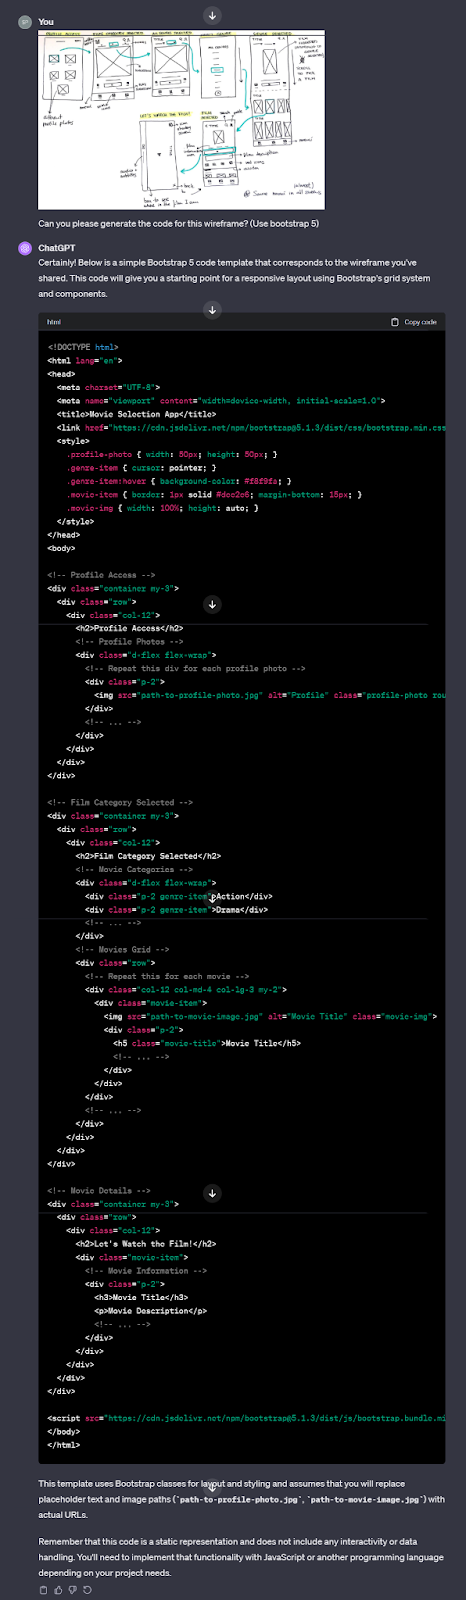 You
PROFILE ACCESS
ALL GENRES
LET'S WATCH THE FILM!
FILM SELECTED
without profile photos
Film description
Can you please generate the code for this wireframe? (Use bootstrap 5)
ChatGPT
Certainly! Below is a simple Bootstrap 5 code template that corresponds to the wireframe you've
shared. This code will give you a starting point for a responsive layout using Bootstrap's grid system
and components.
html
Copy code
<!DOCTYPE html>
<html lang="en">
<head>
<meta charset="UTF-8">
<meta name="viewport" content="width=device-width, initial-scale=1.0">
<title>Movie Selection App</title>
<link href="https://cdn.jsdelivr.net/npm/bootstrap@5.1.3/dist/css/bootstrap.min.css
<style>
.profile-photo { width: 50px; height: 50px; }
.genre-item { cursor: pointer; }
.genre-item:hover { background-color: #f8f9fa; }
.movie-item { border: 1px solid #dee2e6; margin-bottom: 15px; }
.movie-img { width: 100%; height: auto; }
</style>
</head>
<body>
<!-- Profile Access -->
<div class="container my-3">
<div class="row">
<div class="col-12">
<h2>Profile Access</h2>
<!-- Profile Photos -->
<div class="d-flex flex-wrap">
<!-- Repeat this div for each profile photo -->
<div class="p-2">
<img src="path-to-profile-photo.jpg" alt="Profile" class="profile-photo rou
</div>
<!-- ... -->
</div>
</div>
</div>
</div>
<!-- Film Category Selected -->
<div class="container my-3">
<div class="row">
<div class="col-12">
<h2>Film Category Selected</h2>
<!-- Movie Categories -->
<div class="d-flex flex-wrap">
<div class="p-2 genre-item">Action</div>
<div class="p-2 genre-item">Drama</div>
<!-- ... -->
</div>
<!-- Movies Grid -->
<div class="row">
<!-- Repeat this for each movie -->
<div class="col-12 col-md-4 col-lg-3 my-2">
<div class="movie-item">
<img src="path-to-movie-image.jpg" alt="Movie Title" class="movie-img">
<div class="p-2">
<h5 class="movie-title">Movie Title</h5>
<!-- ... -->
</div>
</div>
</div>
<!-- ... -->
</div>
</div>
</div>
</div>
<!-- Movie Details -->
<div class="container my-3">
<div class="row">
<div class="col-12">
<h2>Let's Watch the Film!</h2>
<div class="movie-item">
<!-- Movie Information -->
<div class="p-2">
<h3>Movie Title</h3>
<p>Movie Description</p>
<!-- ... -->
</div>
</div>
</div>
</div>
</div>
<script src="https://cdn.jsdelivr.net/npm/bootstrap@5.1.3/dist/js/bootstrap.bundle.mi
</body>
</html>
This template uses Bootstrap classes for layout and styling and assumes that you will replace
placeholder text and image paths (`path-to-profile-photo.jpg`, `path-to-movie-image.jpg`) with
actual URLs.
Remember that this code is a static representation and does not include any interactivity or data
handling. You'll need to implement that functionality with JavaScript or another programming language
depending on your project needs.